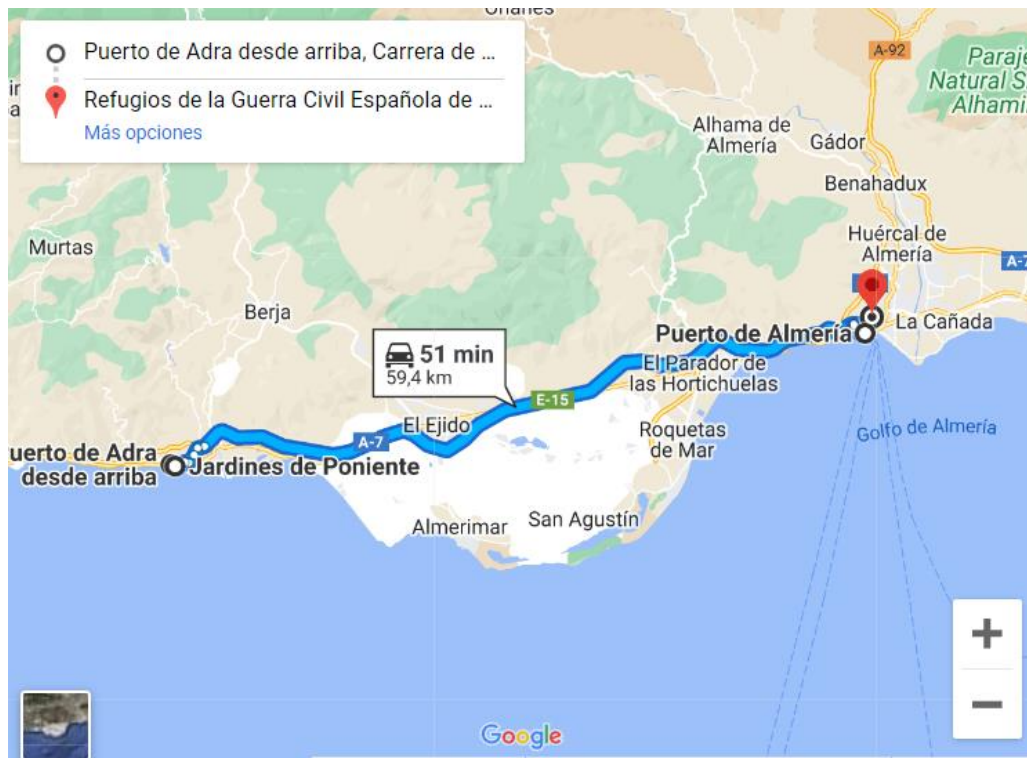 Puerto de Adra desde arriba, Carrera de ...
Refugios de la Guerra Civil Española de ...
Más opciones
A-92
Paraje
Natural S
Alhami
Alhama de
Almería
Gádor
Benahadux
Murtas
Huércal de
Almería
A-7
Berja
Puerto de Almería
La Cañada
51 min
59,4 km
El Parador de
las Hortichuelas
E-15
El Ejido
A-7
Roquetas
de Mar
Golfo de Almería
uerto de Adra
desde arriba
Jardines de Poniente
Almerimar
San Agustín
+
−
Google